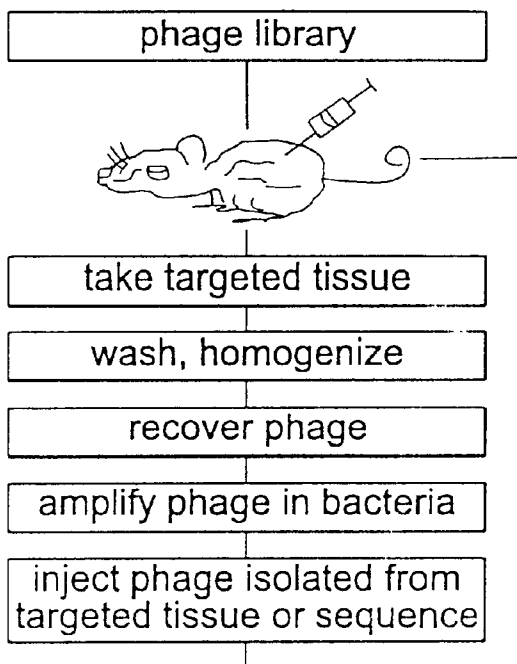 phage library
take targeted tissue
wash, homogenize
recover phage
amplify phage in bacteria
inject phage isolated from
targeted tissue or sequence